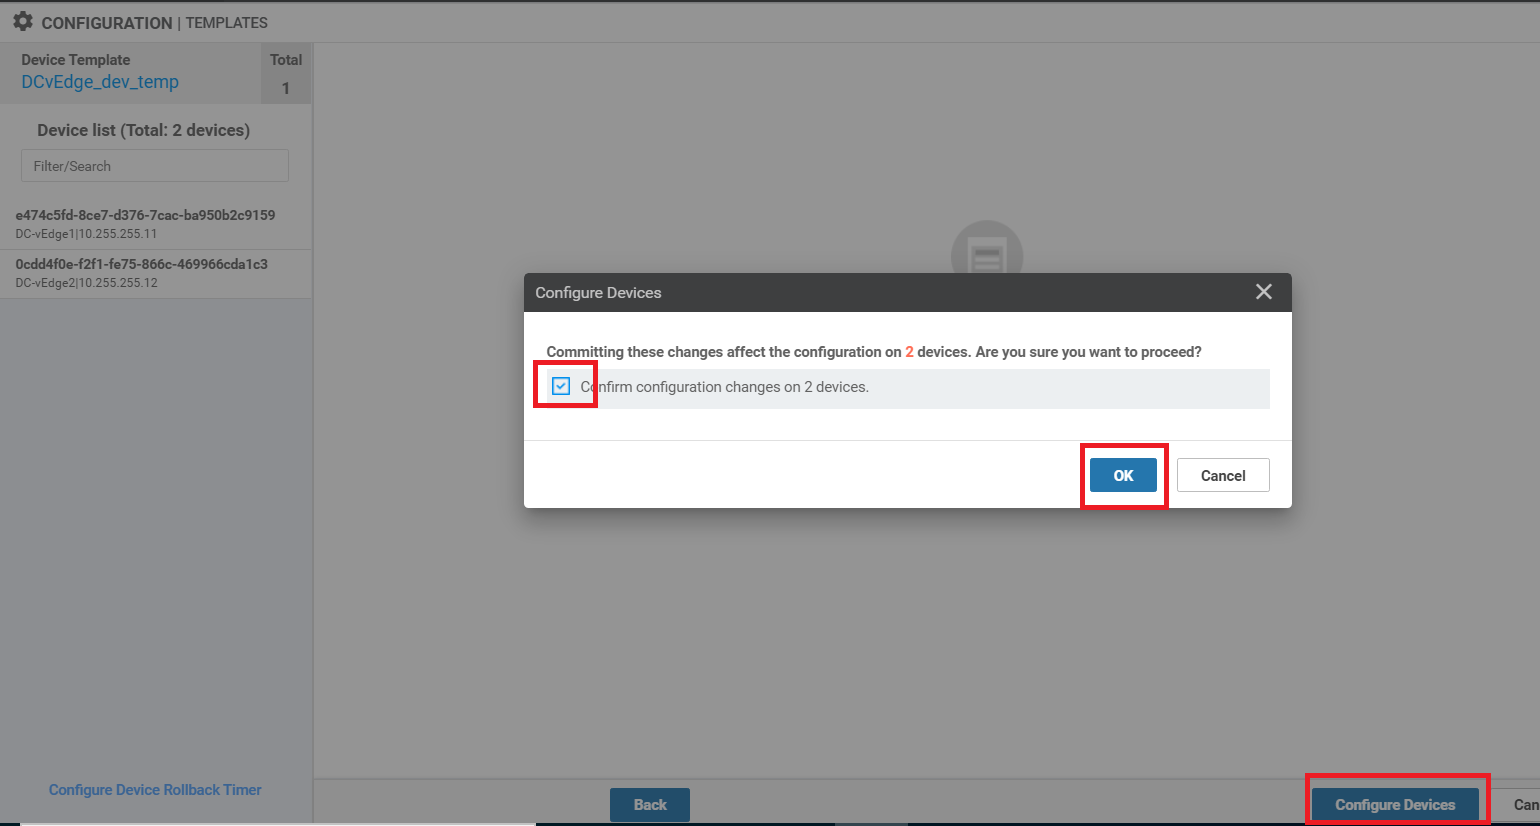 CONFIGURATION | TEMPLATES
Device Template
DCvEdge_dev_temp
Total
1
Device list (Total: 2 devices)
Filter/Search
e474c5fd-8ce7-d376-7cac-ba950b2c9159
DC-vEdge1|10.255.255.11
0cdd4f0e-f2f1-fe75-866c-469966cda1c3
DC-vEdge2|10.255.255.12
Configure Devices
Committing these changes affect the configuration on 2 devices. Are you sure you want to proceed?
Confirm configuration changes on 2 devices.
OK
Cancel
Configure Device Rollback Timer
Back
Configure Devices
Can